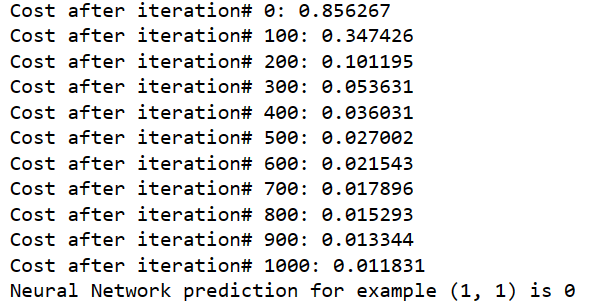 Cost after iteration# 0: 0.856267
Cost after iteration# 100: 0.347426
Cost after iteration# 200: 0.101195
Cost after iteration# 300: 0.053631
Cost after iteration# 400: 0.036031
Cost after iteration# 500: 0.027002
Cost after iteration# 600: 0.021543
Cost after iteration# 700: 0.017896
Cost after iteration# 800: 0.015293
Cost after iteration# 900: 0.013344
Cost after iteration# 1000: 0.011831
Neural Network prediction for example (1, 1) is 0